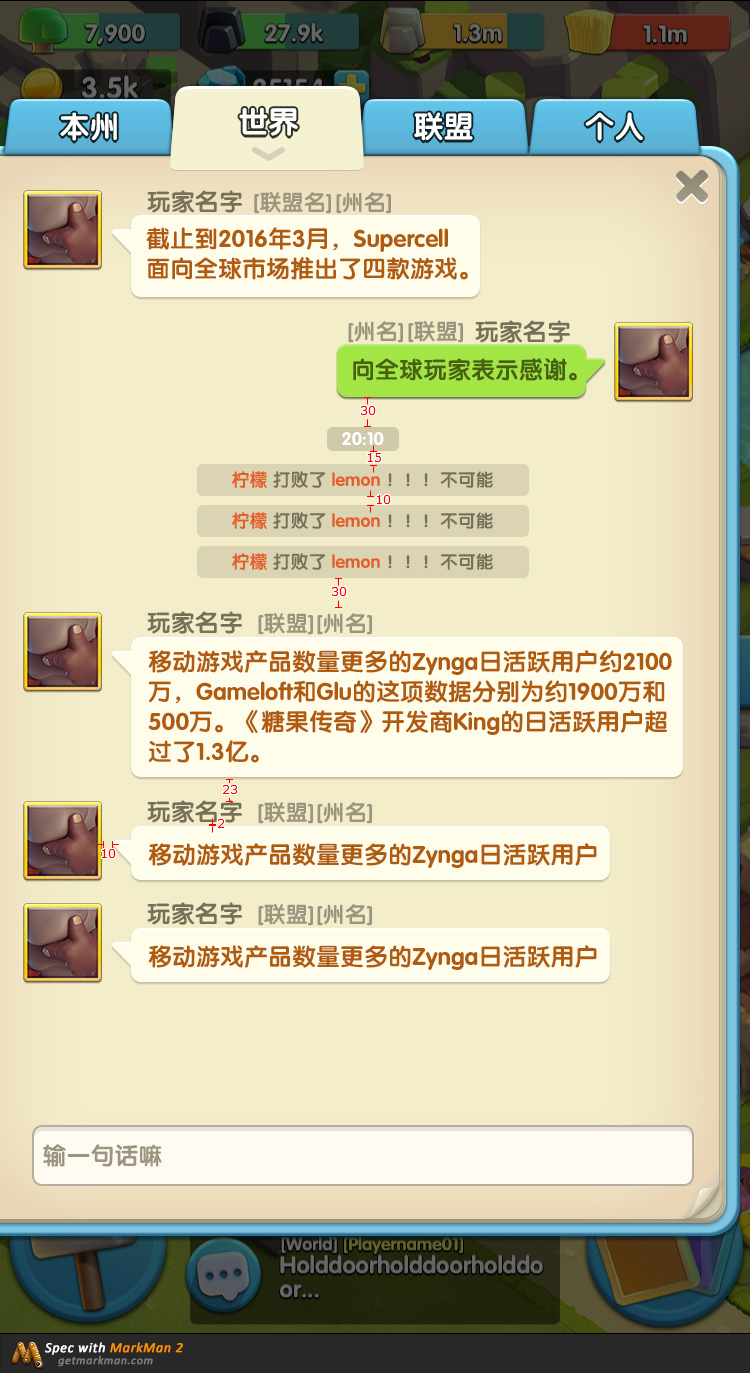 7,900
27.9k
1.3m
1.1m
3.5k
本州
世界
联盟
个人
玩家名字 [联盟名][州名]
截止到2016年3月，Supercell
面向全球市场推出了四款游戏。
[州名][联盟] 玩家名字
向全球玩家表示感谢。
30
20:10
15
柠檬 打败了 lemon！！！ 不可能
10
柠檬 打败了 lemon！！！ 不可能
柠檬 打败了 lemon！！！ 不可能
30
玩家名字 [联盟][州名]
移动游戏产品数量更多的Zynga日活跃用户约2100
万，Gameloft和Glu的这项数据分别为约1900万和
500万。《糖果传奇》开发商King的日活跃用户超
过了1.3亿。
23
玩家名字 [联盟][州名]
2
10
移动游戏产品数量更多的Zynga日活跃用户
玩家名字 [联盟][州名]
移动游戏产品数量更多的Zynga日活跃用户
输一句话嘛
[World] [Playername01]
Holddoorholddoorholddo
or...
Spec with MarkMan 2
getmarkman.com